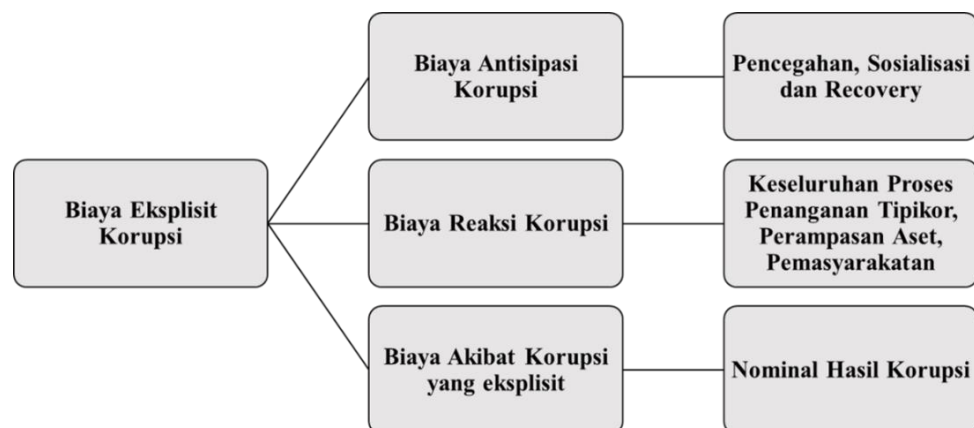 Biaya Eksplisit
Korupsi
Biaya Antisipasi
Korupsi
Pencegahan, Sosialisasi
dan Recovery
Biaya Reaksi Korupsi
Keseluruhan Proses
Penanganan Tipikor,
Perampasan Aset,
Pemasyarakatan
Biaya Akibat Korupsi
yang eksplisit
Nominal Hasil Korupsi